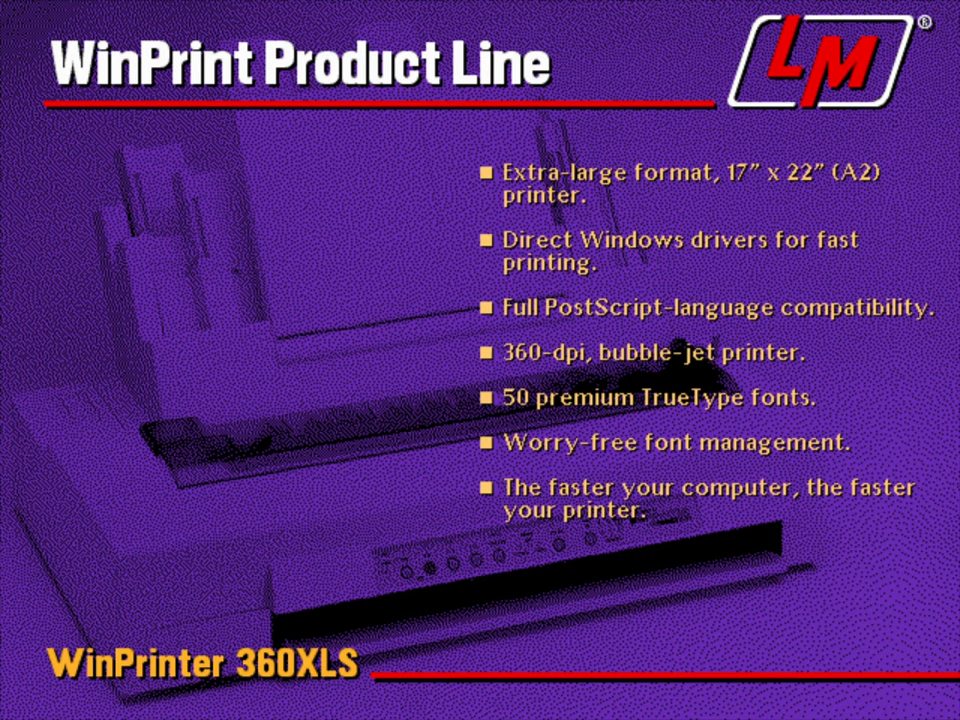 WinPrint Product Line
LM®
■ Extra-large format, 17" x 22" (A2)
printer.
■ Direct Windows drivers for fast
printing.
■ Full PostScript-language compatibility.
■ 360-dpi, bubble-jet printer.
■ 50 premium TrueType fonts.
■ Worry-free font management.
■ The faster your computer, the faster
your printer.
WinPrinter 360XLS